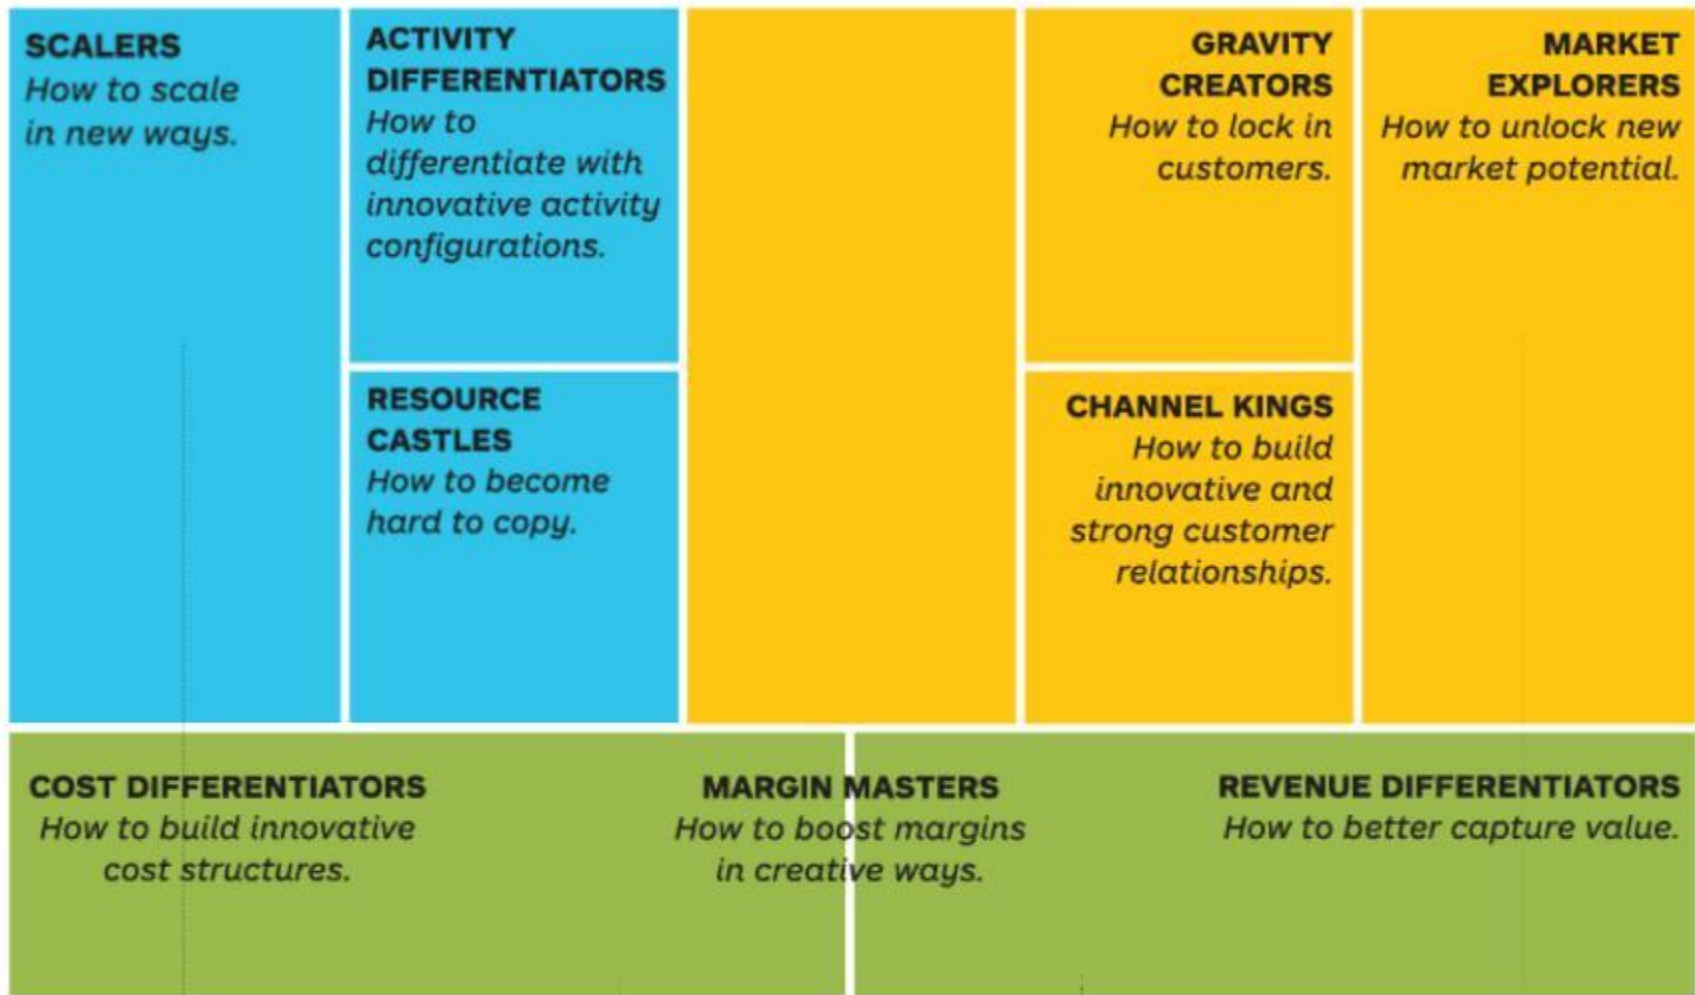 SCALERS
How to scale
in new ways.
ACTIVITY
DIFFERENTIATORS
How to
differentiate with
innovative activity
configurations.
RESOURCE
CASTLES
How to become
hard to copy.
GRAVITY
CREATORS
How to lock in
customers.
CHANNEL KINGS
How to build
innovative and
strong customer
relationships.
MARKET
EXPLORERS
How to unlock new
market potential.
COST DIFFERENTIATORS
How to build innovative
cost structures.
MARGIN MASTERS
How to boost margins
in creative ways.
REVENUE DIFFERENTIATORS
How to better capture value.